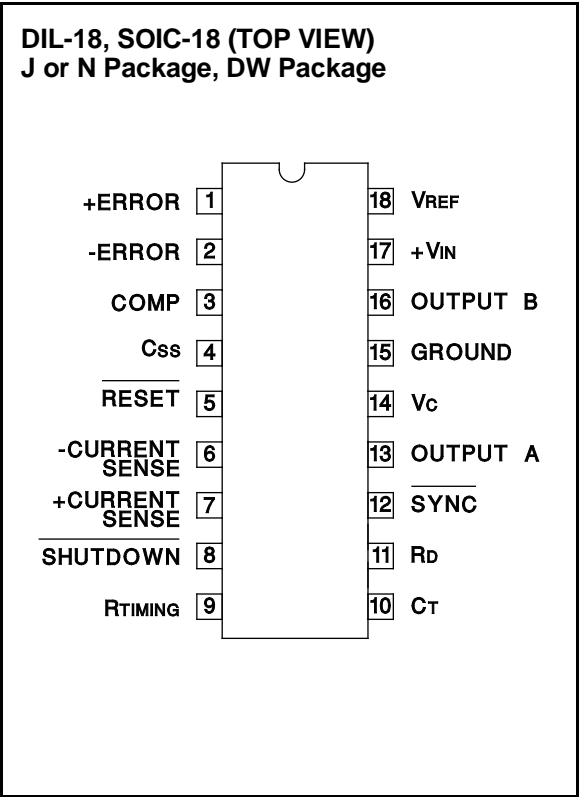 DIL-18, SOIC-18 (TOP VIEW)
J or N Package, DW Package
+ERROR 1
18 VREF
-ERROR 2
17 +VIN
COMP 3
16 OUTPUT B
Css 4
15 GROUND
RESET 5
14 Vc
-CURRENT
SENSE 6
13 OUTPUT A
+CURRENT
SENSE 7
12 SYNC
SHUTDOWN 8
11 RD
RTIMING 9
10 CT